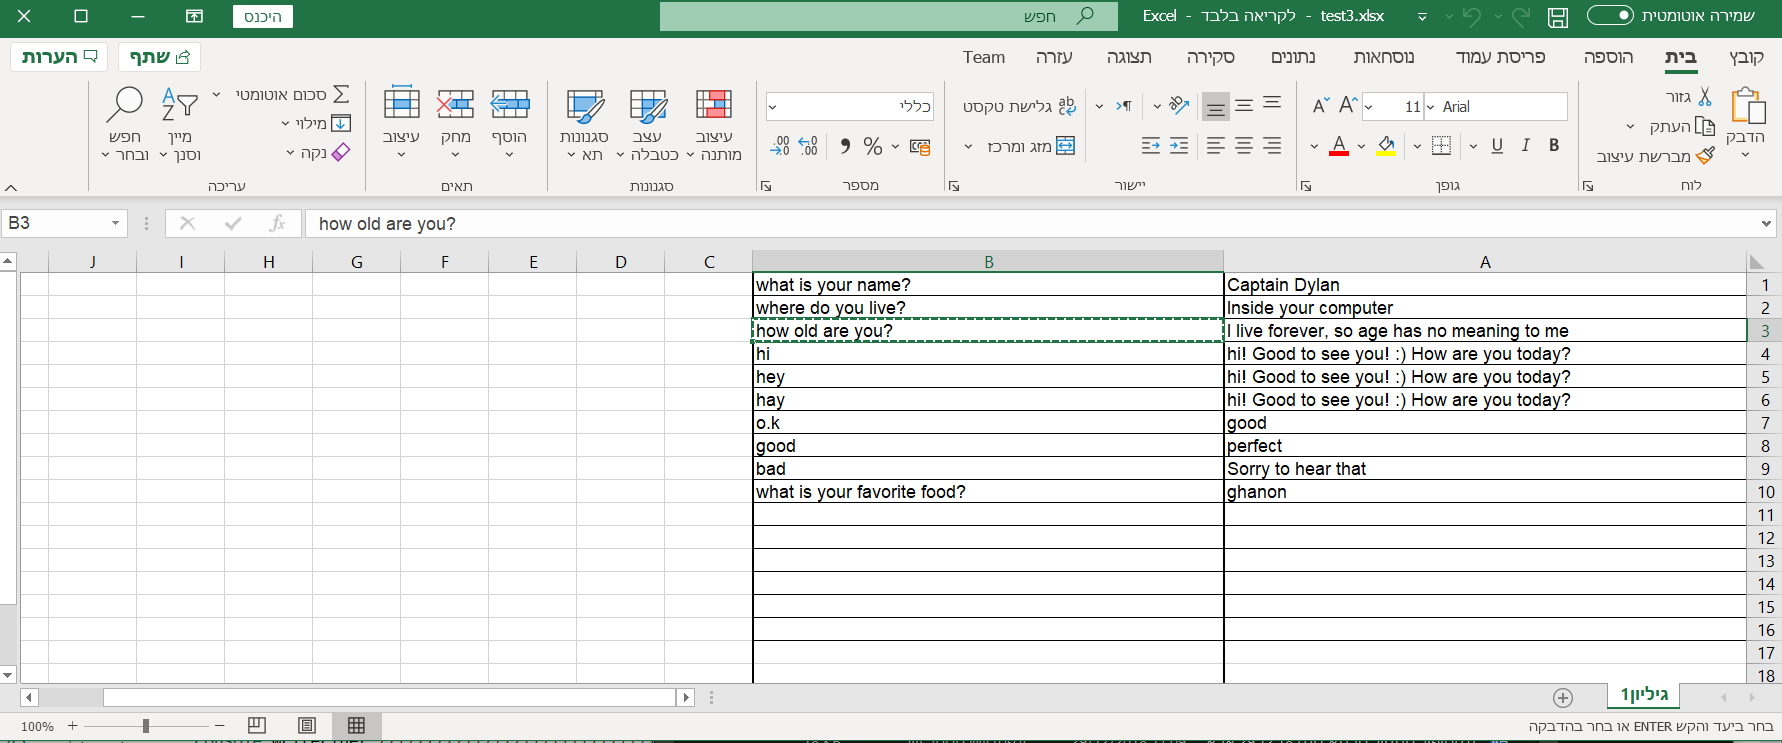 שמירה אוטומטית test3.xlsx - לקריאה בלבד - Excel חפש היכנס
קובץ בית הוספה פריסת עמוד נוסחאות נתונים סקירה תצוגה עזרה Team שתף הערות
הדבק
גזור
העתק
מברשת עיצוב
לוח
Arial 11
B I U
גופן
גלישת טקסט
מזג ומרכז
יישור
כללי
מספר
עיצוב מותנה
עצב כטבלה
סגנונות תא
סגנונות
הוסף
מחק
עיצוב
תאים
סכום אוטומטי
מילוי
נקה
מיין וסנן
חפש ובחר
עריכה
B3 how old are you?
A B C D E F G H I J
1 Captain Dylan what is your name?
2 Inside your computer where do you live?
3 I live forever, so age has no meaning to me how old are you?
4 hi! Good to see you! :) How are you today? hi
5 hi! Good to see you! :) How are you today? hey
6 hi! Good to see you! :) How are you today? hay
7 good o.k
8 perfect good
9 Sorry to hear that bad
10 ghanon what is your favorite food?
11
12
13
14
15
16
17
18
גיליון1
בחר ביעד והקש ENTER או בחר בהדבקה 100%